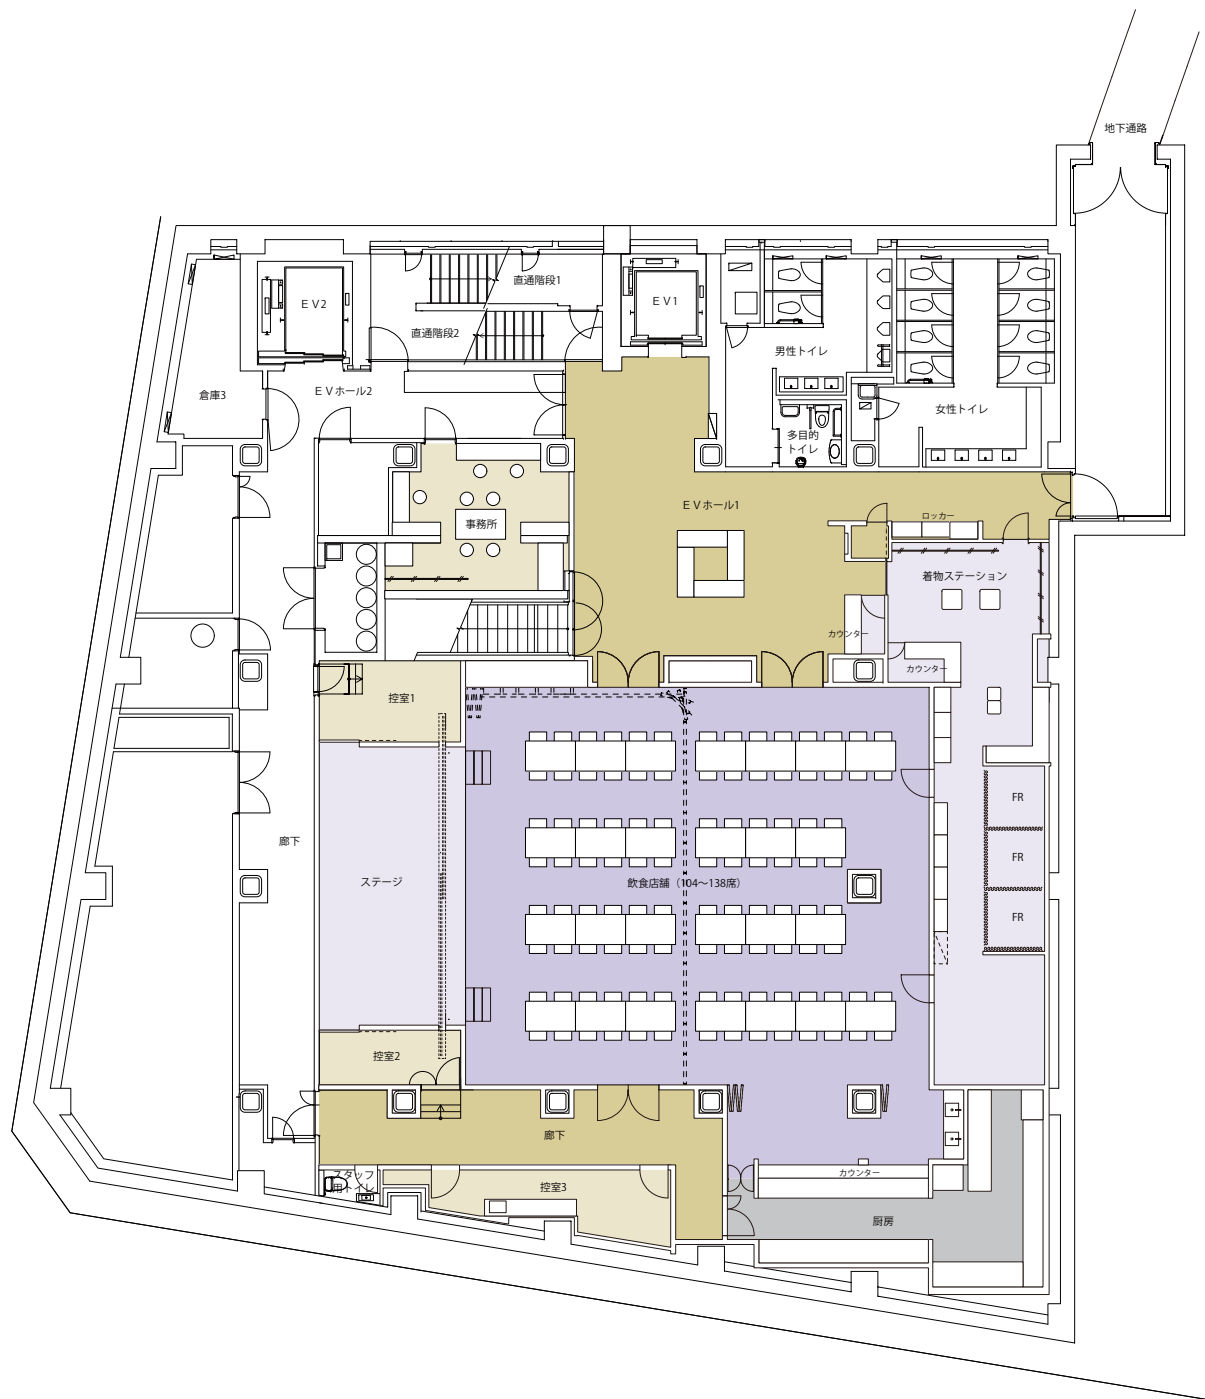 地下通路
直通階段1
EV2
EV1
直通階段2
男性トイレ
倉庫3
EVホール2
女性トイレ
多目的
トイレ
EVホール1
ロッカー
事務所
着物ステーション
カウンター
カウンター
控室1
FR
廊下
FR
ステージ
飲食店舗（104～138席）
FR
控室2
廊下
スタッフ
用トイレ
カウンター
控室3
厨房